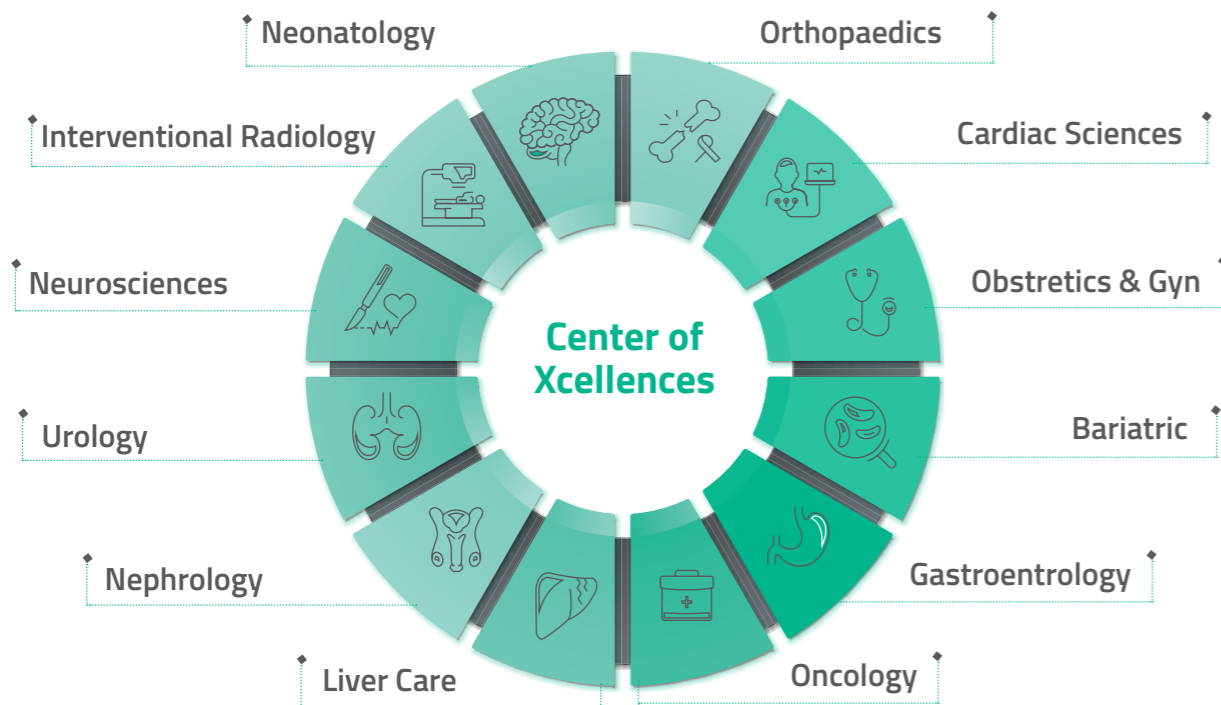 Neonatology
Orthopaedics
Interventional Radiology
Cardiac Sciences
Neurosciences
Obstretics & Gyn
Center of
Xcellences
Urology
Bariatric
Nephrology
Gastroentrology
Liver Care
Oncology